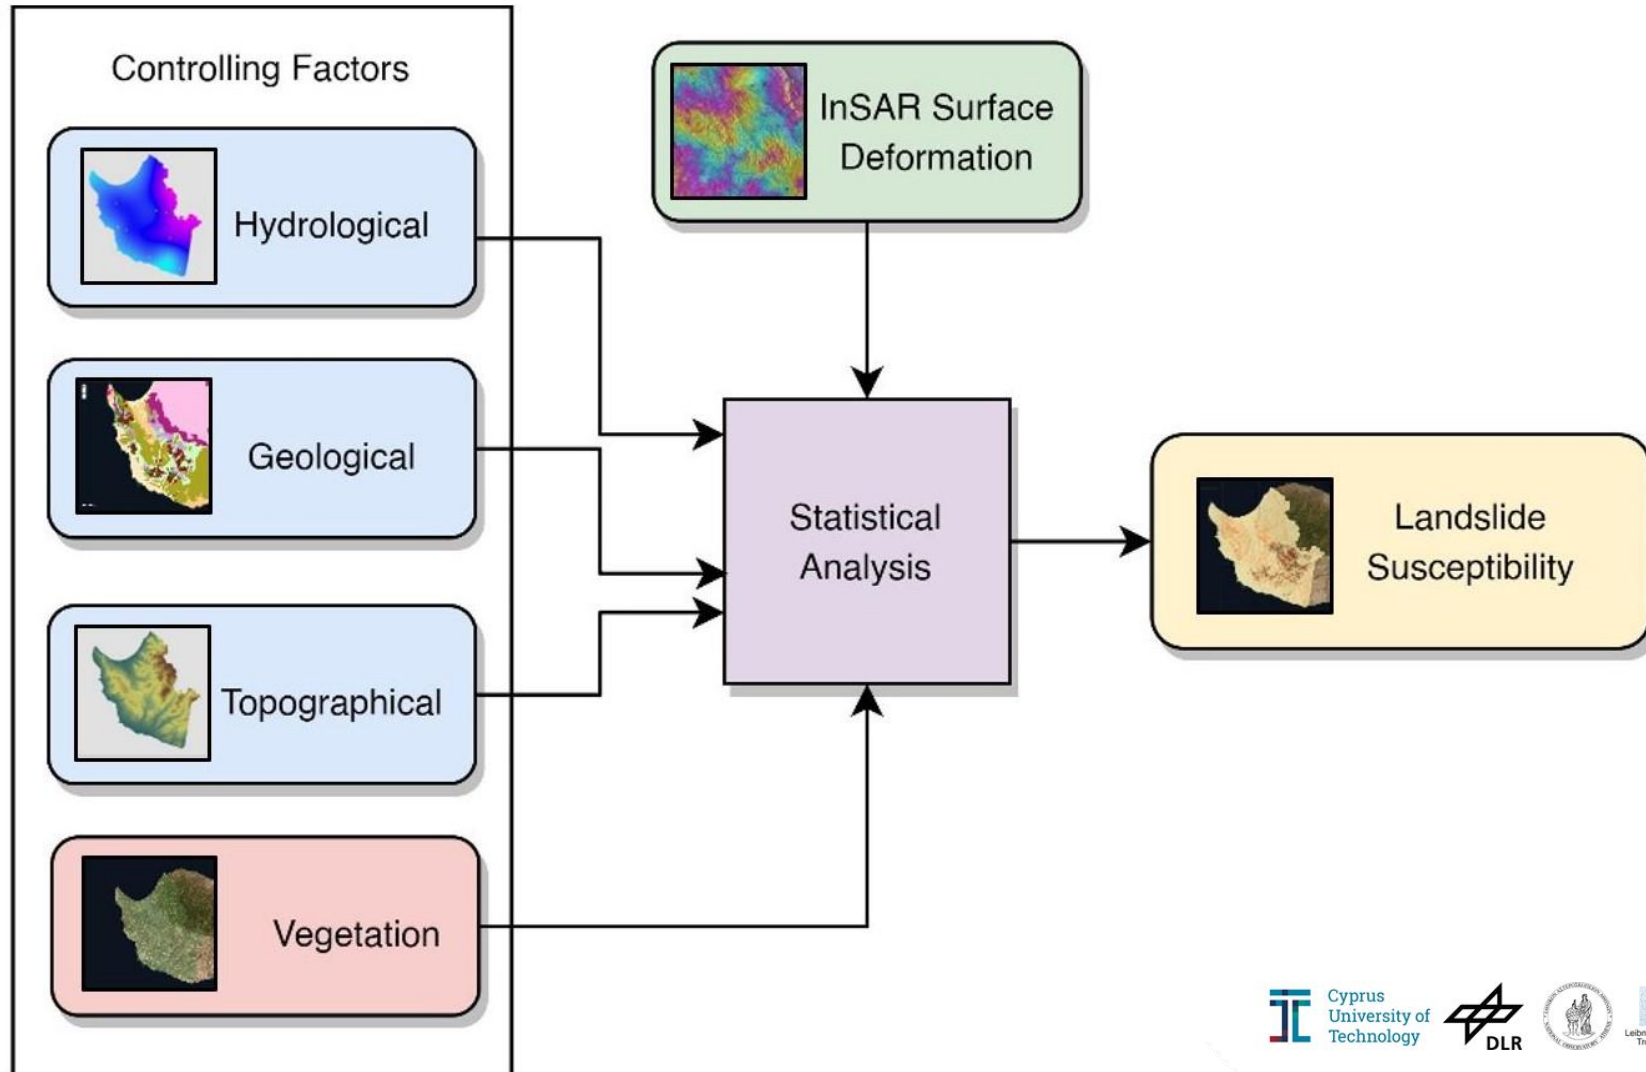 Controlling Factors
Hydrological
Geological
Topographical
Vegetation
InSAR Surface
Deformation
Statistical
Analysis
Landslide
Susceptibility
Cyprus
University of
Technology
DLR